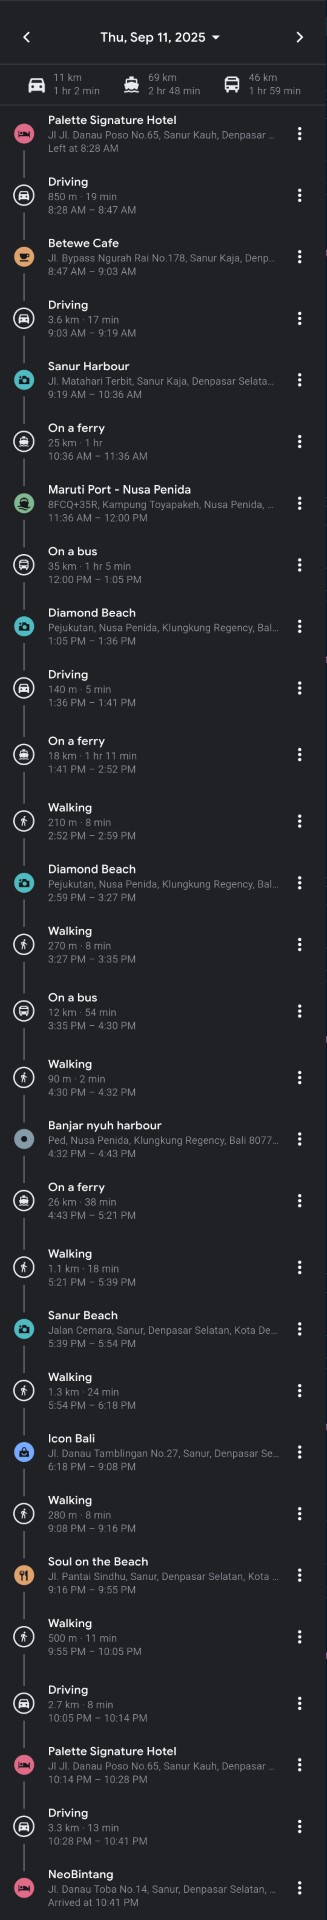 Thu, Sep 11, 2025
11 km
1 hr 2 min
69 km
2 hr 48 min
46 km
1 hr 59 min
Palette Signature Hotel
Jl Jl. Danau Poso No.65, Sanur Kauh, Denpasar ...
Left at 8:28 AM
Driving
850 m · 19 min
8:28 AM – 8:47 AM
Betewe Cafe
Jl. Bypass Ngurah Rai No.178, Sanur Kaja, Denp...
8:47 AM – 9:03 AM
Driving
3.6 km · 17 min
9:03 AM – 9:19 AM
Sanur Harbour
Jl. Matahari Terbit, Sanur Kaja, Denpasar Selata...
9:19 AM – 10:36 AM
On a ferry
25 km · 1 hr
10:36 AM – 11:36 AM
Maruti Port - Nusa Penida
8FCQ+35R, Kampung Toyapakeh, Nusa Penida, ...
11:36 AM – 12:00 PM
On a bus
35 km · 1 hr 5 min
12:00 PM – 1:05 PM
Diamond Beach
Pejukutan, Nusa Penida, Klungkung Regency, Bal...
1:05 PM – 1:36 PM
Driving
140 m · 5 min
1:36 PM – 1:41 PM
On a ferry
18 km · 1 hr 11 min
1:41 PM – 2:52 PM
Walking
210 m · 8 min
2:52 PM – 2:59 PM
Diamond Beach
Pejukutan, Nusa Penida, Klungkung Regency, Bal...
2:59 PM – 3:27 PM
Walking
270 m · 8 min
3:27 PM – 3:35 PM
On a bus
12 km · 54 min
3:35 PM – 4:30 PM
Walking
90 m · 2 min
4:30 PM – 4:32 PM
Banjar nyuh harbour
Ped, Nusa Penida, Klungkung Regency, Bali 8077...
4:32 PM – 4:43 PM
On a ferry
26 km · 38 min
4:43 PM – 5:21 PM
Walking
1.1 km · 18 min
5:21 PM – 5:39 PM
Sanur Beach
Jalan Cemara, Sanur, Denpasar Selatan, Kota De...
5:39 PM – 5:54 PM
Walking
1.3 km · 24 min
5:54 PM – 6:18 PM
Icon Bali
Jl. Danau Tamblingan No.27, Sanur, Denpasar Se...
6:18 PM – 9:08 PM
Walking
280 m · 8 min
9:08 PM – 9:16 PM
Soul on the Beach
Jl. Pantai Sindhu, Sanur, Denpasar Selatan, Kota ...
9:16 PM – 9:55 PM
Walking
500 m · 11 min
9:55 PM – 10:05 PM
Driving
2.7 km · 8 min
10:05 PM – 10:14 PM
Palette Signature Hotel
Jl Jl. Danau Poso No.65, Sanur Kauh, Denpasar ...
10:14 PM – 10:28 PM
Driving
3.3 km · 13 min
10:28 PM – 10:41 PM
NeoBintang
Jl. Danau Toba No.14, Sanur, Denpasar Selatan, ...
Arrived at 10:41 PM